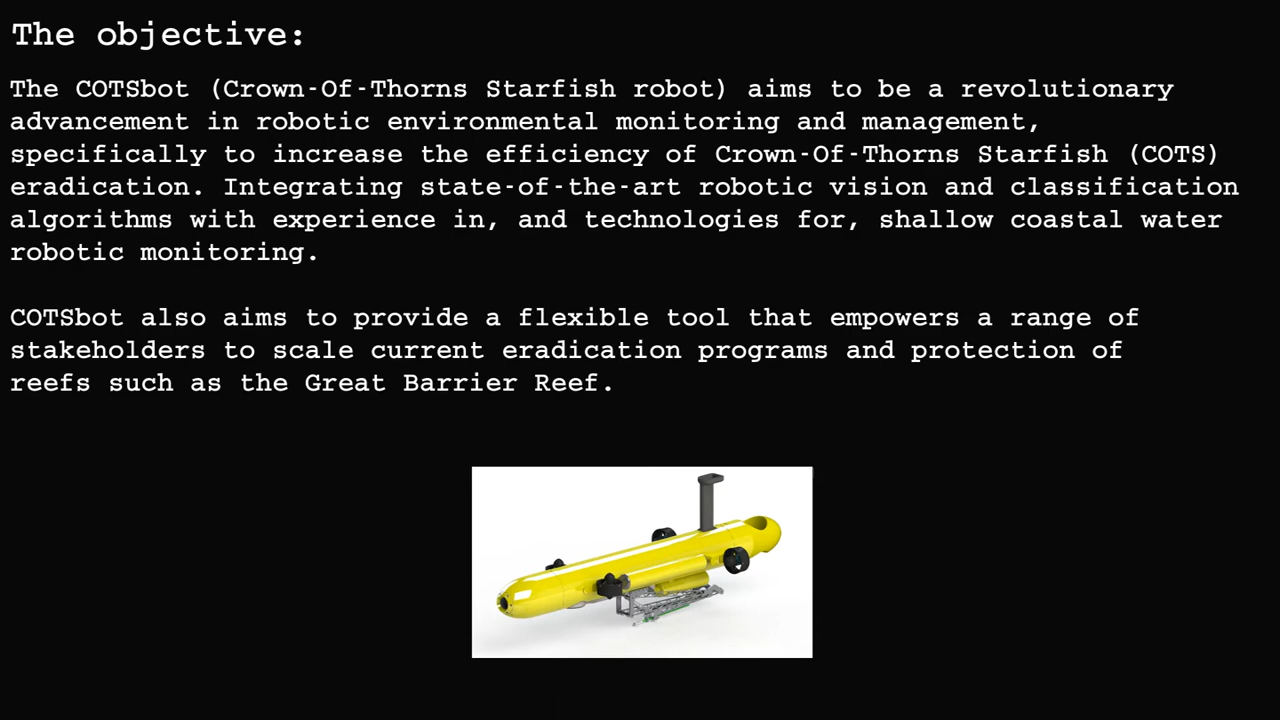 The objective:
The COTSbot (Crown-Of-Thorns Starfish robot) aims to be a revolutionary
advancement in robotic environmental monitoring and management,
specifically to increase the efficiency of Crown-Of-Thorns Starfish (COTS)
eradication. Integrating state-of-the-art robotic vision and classification
algorithms with experience in, and technologies for, shallow coastal water
robotic monitoring.
COTSbot also aims to provide a flexible tool that empowers a range of
stakeholders to scale current eradication programs and protection of
reefs such as the Great Barrier Reef.